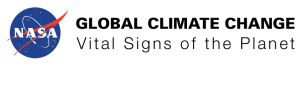 NASA
GLOBAL CLIMATE CHANGE
Vital Signs of the Planet